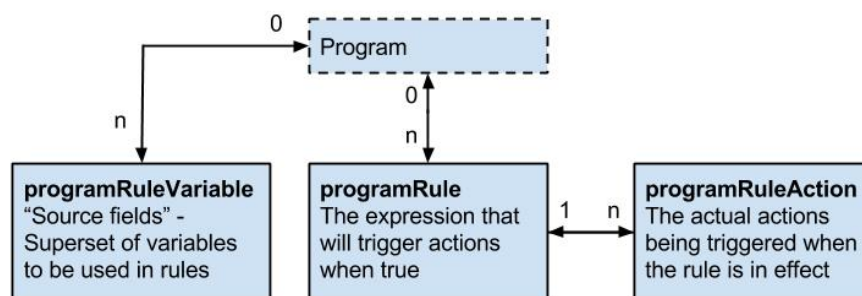 0
Program
0
n
n
programRuleVariable
“Source fields” -
Superset of variables
to be used in rules
programRule
The expression that
will trigger actions
when true
1
n
programRuleAction
The actual actions
being triggered when
the rule is in effect